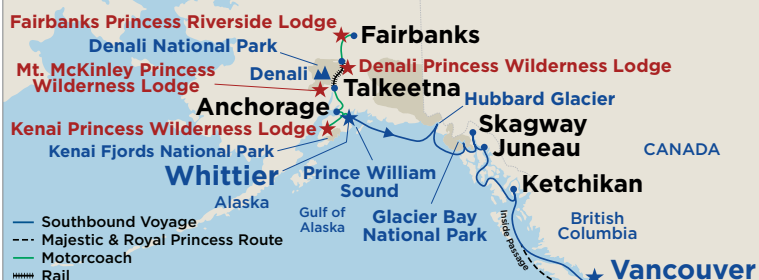 Fairbanks Princess Riverside Lodge
Fairbanks
Denali National Park
Mt. McKinley Princess
Wilderness Lodge
Denali
Denali Princess Wilderness Lodge
Talkeetna
Anchorage
Hubbard Glacier
Kenai Princess Wilderness Lodge
Skagway
Kenai Fjords National Park
Juneau
CANADA
Whittier
Prince William
Sound
Ketchikan
Alaska
Gulf of
Alaska
Glacier Bay
National Park
Inside Passage
British
Columbia
Southbound Voyage
Majestic & Royal Princess Route
Motorcoach
Rail
Vancouver